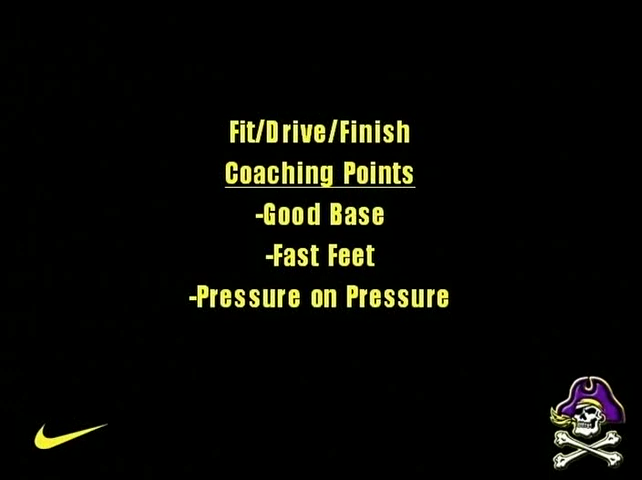 Fit/Drive/Finish
Coaching Points
-Good Base
-Fast Feet
-Pressure on Pressure